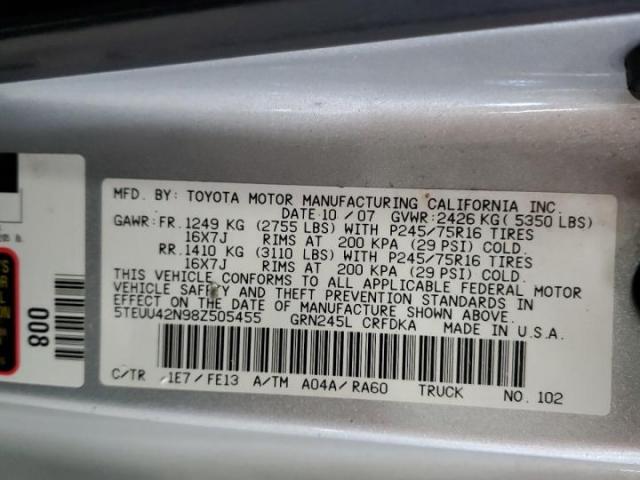 MFD. BY: TOYOTA MOTOR MANUFACTURING CALIFORNIA INC.
DATE 10 /07 GVWR:2426 KG( 5350 LBS)
GAWR:FR.1249 KG (2755 LBS) WITH P245/75R16 TIRES
16X7J RIMS AT 200 KPA (29 PSI) COLD.
RR.1410 KG (3110 LBS) WITH P245/75R16 TIRES
16X7J RIMS AT 200 KPA (29 PSI) COLD.
THIS VEHICLE CONFORMS TO ALL APPLICABLE FEDERAL MOTOR
VEHICLE SAFETY AND THEFT PREVENTION STANDARDS IN
EFFECT ON THE DATE OF MANUFACTURE SHOWN ABOVE.
5TEUU42N98Z505455 GRN245L CRFDKA MADE IN U.S.A.
C/TR 1E7/FE13 A/TM A04A/RA60 TRUCK NO. 102
008